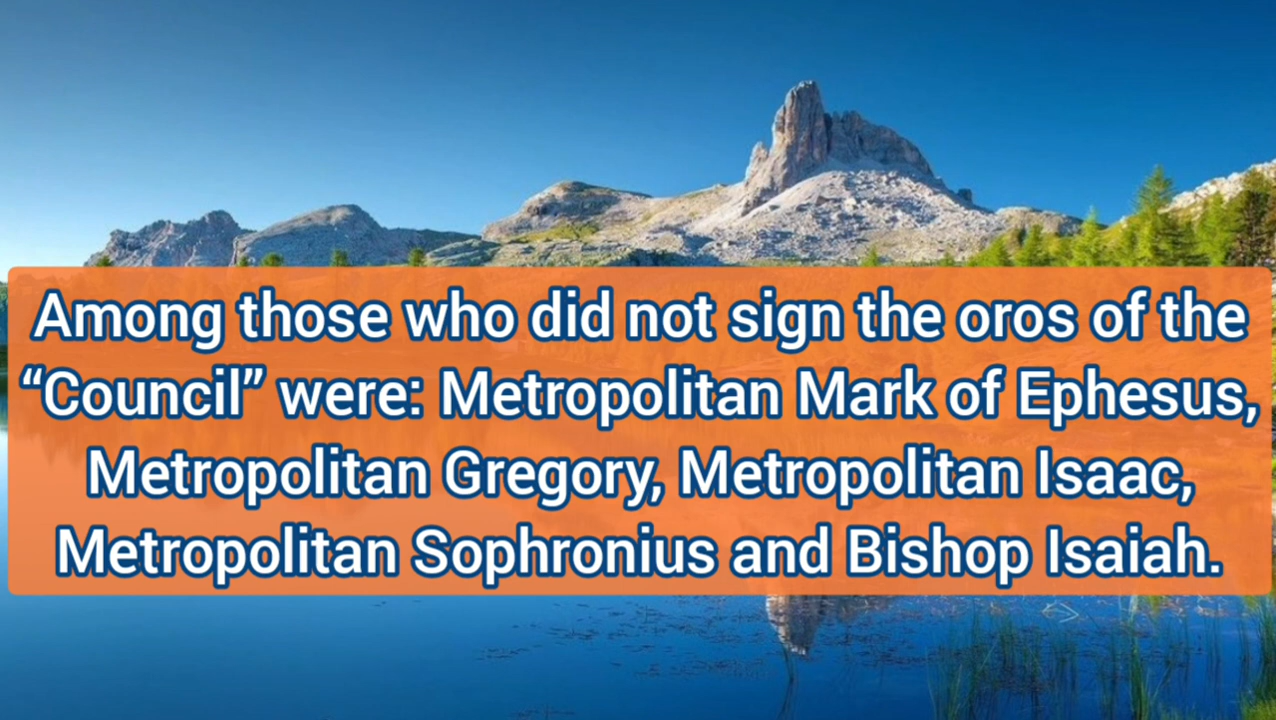 Among those who did not sign the oros of the
“Council” were: Metropolitan Mark of Ephesus,
Metropolitan Gregory, Metropolitan Isaac,
Metropolitan Sophronius and Bishop Isaiah.